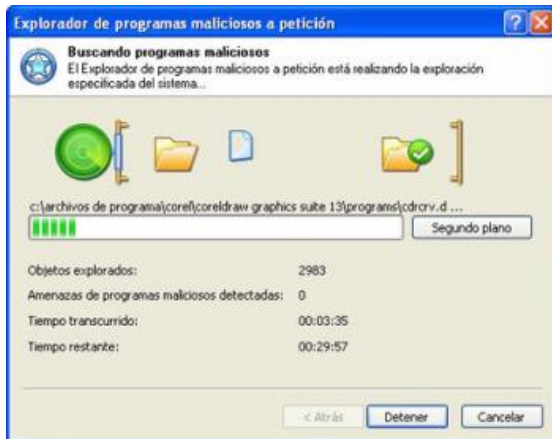 Explorador de programas maliciosos a petición
Buscando programas maliciosos
El Explorador de programas maliciosos a petición está realizando la exploración
especificada del sistema...
c:\archivos de programa\corel\coreldraw graphics suite 13\programs\cdrcrv.d ...
Segundo plano
Objetos explorados: 2983
Amenazas de programas maliciosos detectadas: 0
Tiempo transcurrido: 00:03:35
Tiempo restante: 00:29:57
< Atrás Detener Cancelar